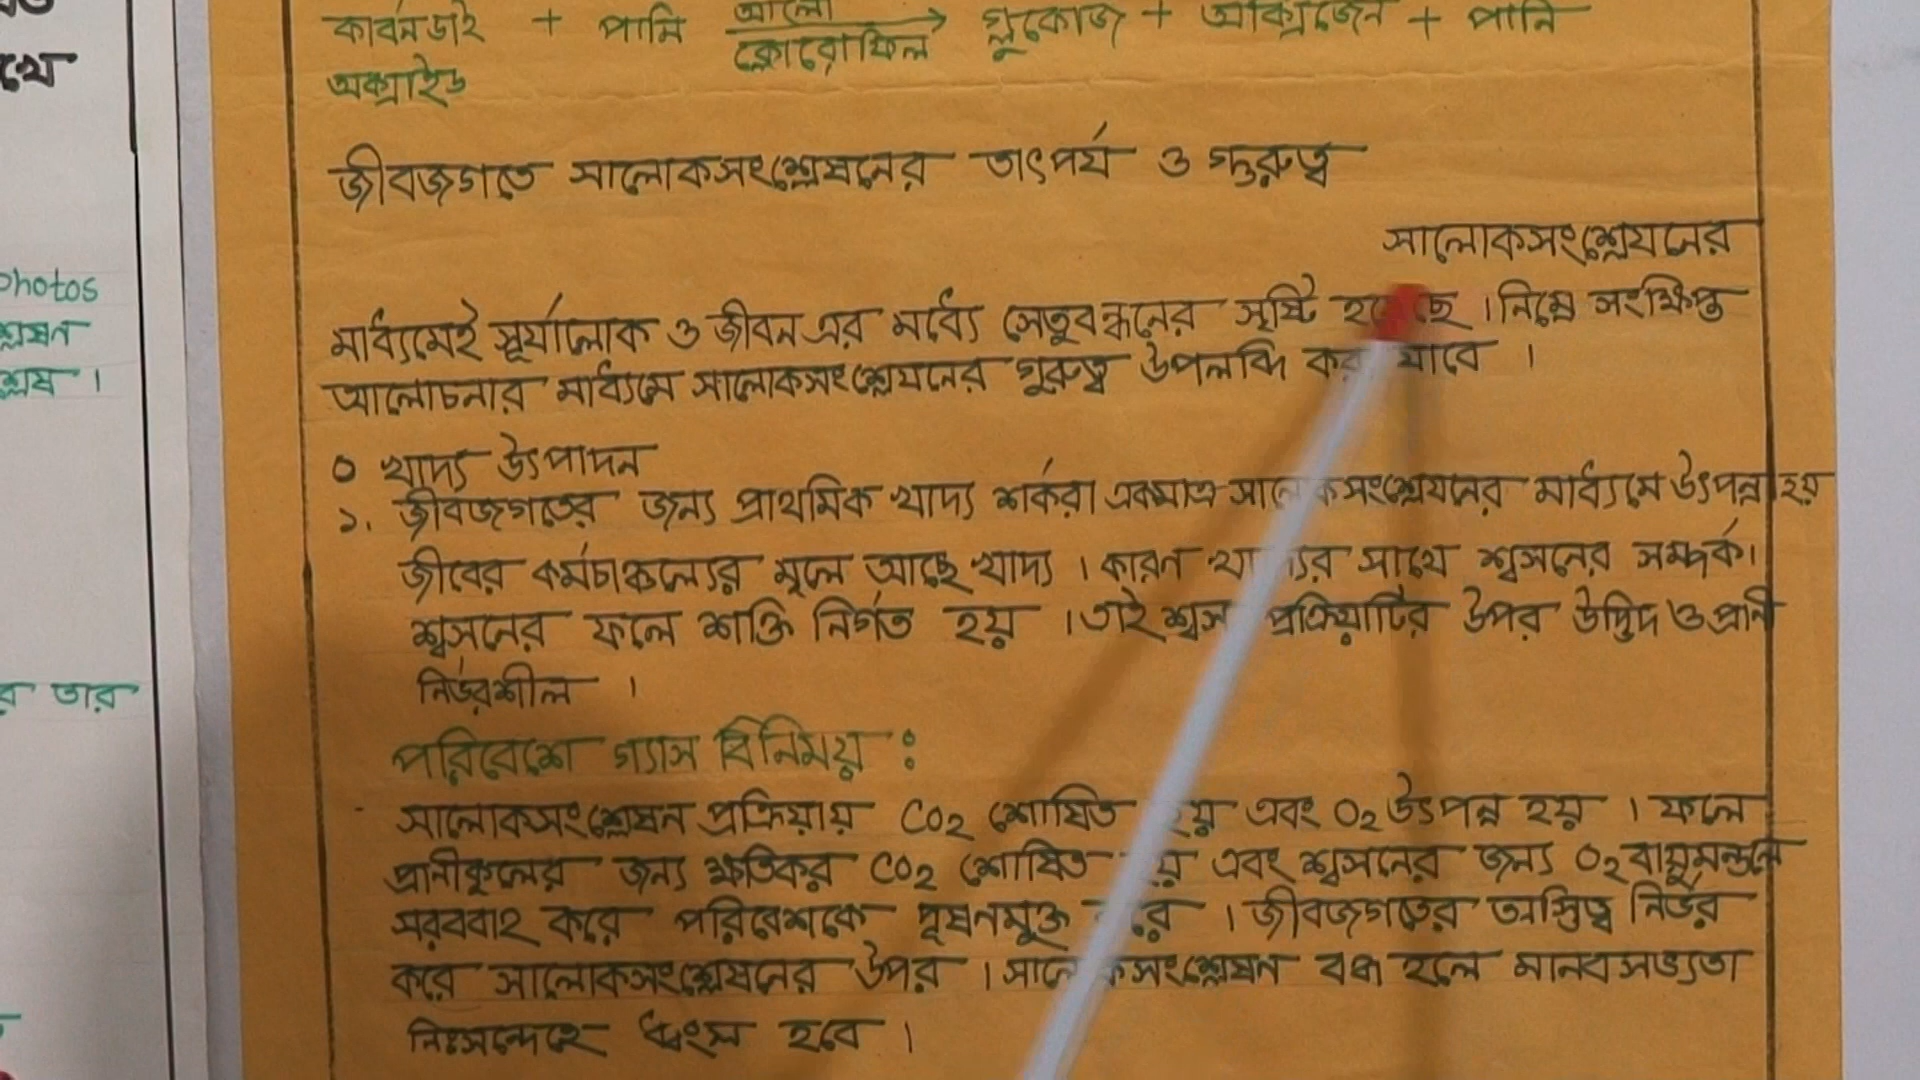 খে
Photos
শ্লেষন
শ্লেষ ।
র তার
কার্বনডাই + পানি আলো গ্লুকোজ + অক্সিজেন + পানি
ক্লোরোফিল
অক্সাইড
জীবজগতে সালোকসংশ্লেষনের তাৎপর্য ও গুরুত্ব
সালোকসংশ্লেষনের
মাধ্যমেই সূর্যালোক ও জীবন এর মধ্যে সেতুবন্ধনের সৃষ্টি হয়েছে । নিম্নে সংক্ষিপ্ত
আলোচনার মাধ্যমে সালোকসংশ্লেষনের গুরুত্ব উপলব্দি করা যাবে ।
০ খাদ্য উৎপাদন
১. জীবজগতের জন্য প্রাথমিক খাদ্য শর্করা একমাত্র সালোকসংশ্লেষনের মাধ্যমে উৎপন্ন হয়
জীবের কর্মচাঞ্চল্যের মূলে আছে খাদ্য । কারণ খাদ্যের সাথে শ্বসনের সম্পর্ক।
শ্বসনের ফলে শক্তি নির্গত হয় । তাই শ্বসন প্রক্রিয়াটির উপর উদ্ভিদ ও প্রানী
নির্ভরশীল ।
পরিবেশে গ্যাস বিনিময় :
সালোকসংশ্লেষন প্রক্রিয়ায় CO₂ শোষিত হয় এবং O₂ উৎপন্ন হয় । ফলে
প্রানীকূলের জন্য ক্ষতিকর CO₂ শোষিত হয় এবং শ্বসনের জন্য O₂ বায়ুমন্ডলে
সরববাহ করে পরিবেশকে দূষনমুক্ত করে । জীবজগতের অস্তিত্ব নির্ভর
করে সালোকসংশ্লেষনের উপর । সালোকসংশ্লেষন বন্ধ হলে মানবসভ্যতা
নিঃসন্দেহে ধ্বংস হবে ।